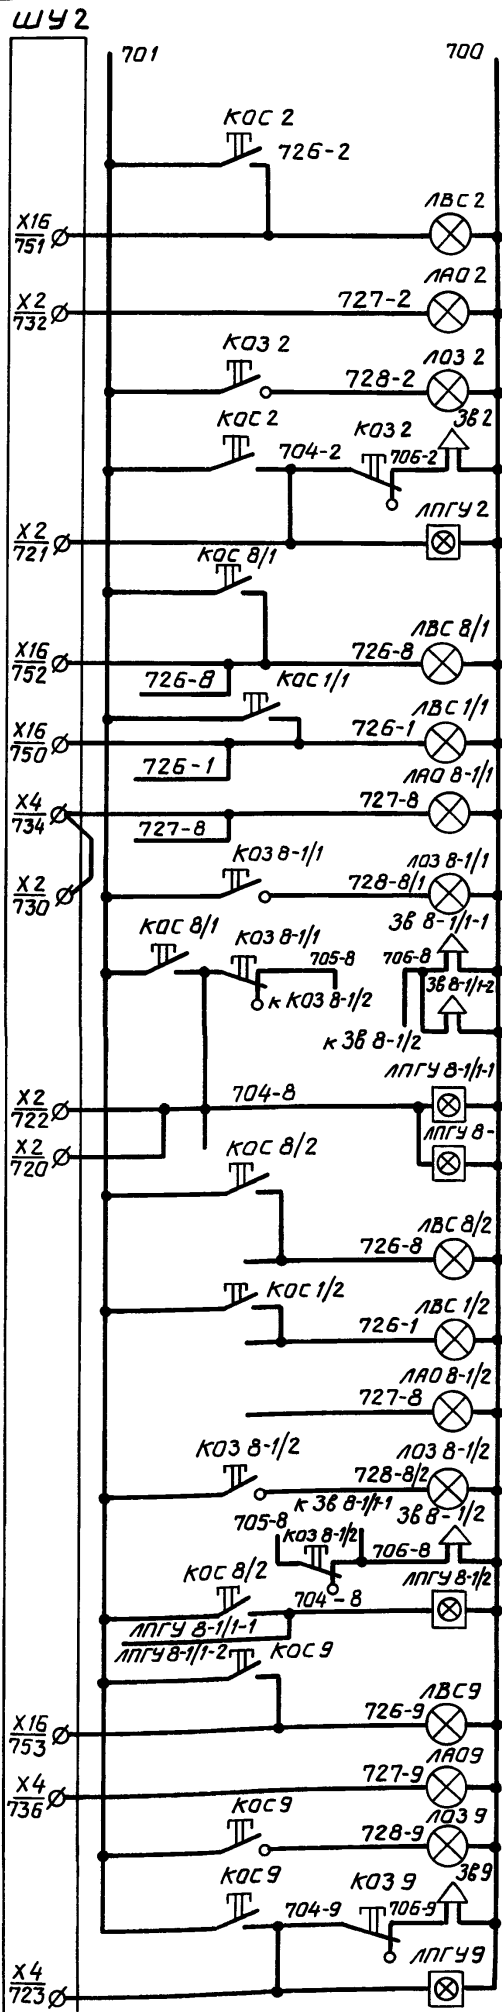 ШУ2
701 700
КОС 2
726-2
ЛВС 2
X16
751
ЛАО 2
X2
732
727-2
КОЗ 2
ЛОЗ 2
728-2
КОС 2
КОЗ 2
Зв 2
704-2
706-2
ЛПГУ 2
X2
721
КОС 8/1
ЛВС 8/1
X16
752
726-8
726-8
КОС 1/1
ЛВС 1/1
X16
750
726-1
726-1
ЛАО 8-1/1
X4
734
727-8
727-8
КОЗ 8-1/1
ЛОЗ 8-1/1
X2
730
728-8/1
КОС 8/1
КОЗ 8-1/1
Зв 8-1/1-1
705-8
706-8
Зв 8-1/1-2
к КОЗ 8-1/2
к Зв 8-1/2
ЛПГУ 8-1/1-1
X2
722
704-8
ЛПГУ 8-
X2
720
КОС 8/2
ЛВС 8/2
726-8
КОС 1/2
ЛВС 1/2
726-1
ЛАО 8-1/2
727-8
КОЗ 8-1/2
ЛОЗ 8-1/2
728-8/2
к Зв 8-1/1-1
Зв 8-1/2
705-8
КОЗ 8-1/2
706-8
КОС 8/2
ЛПГУ 8-1/2
704-8
ЛПГУ 8-1/1-1
ЛПГУ 8-1/1-2
КОС 9
ЛВС 9
X16
753
726-9
ЛАО9
X4
736
727-9
КОС 9
ЛОЗ 9
728-9
КОС 9
КОЗ 9
Зв9
704-9
706-9
ЛПГУ 9
X4
723